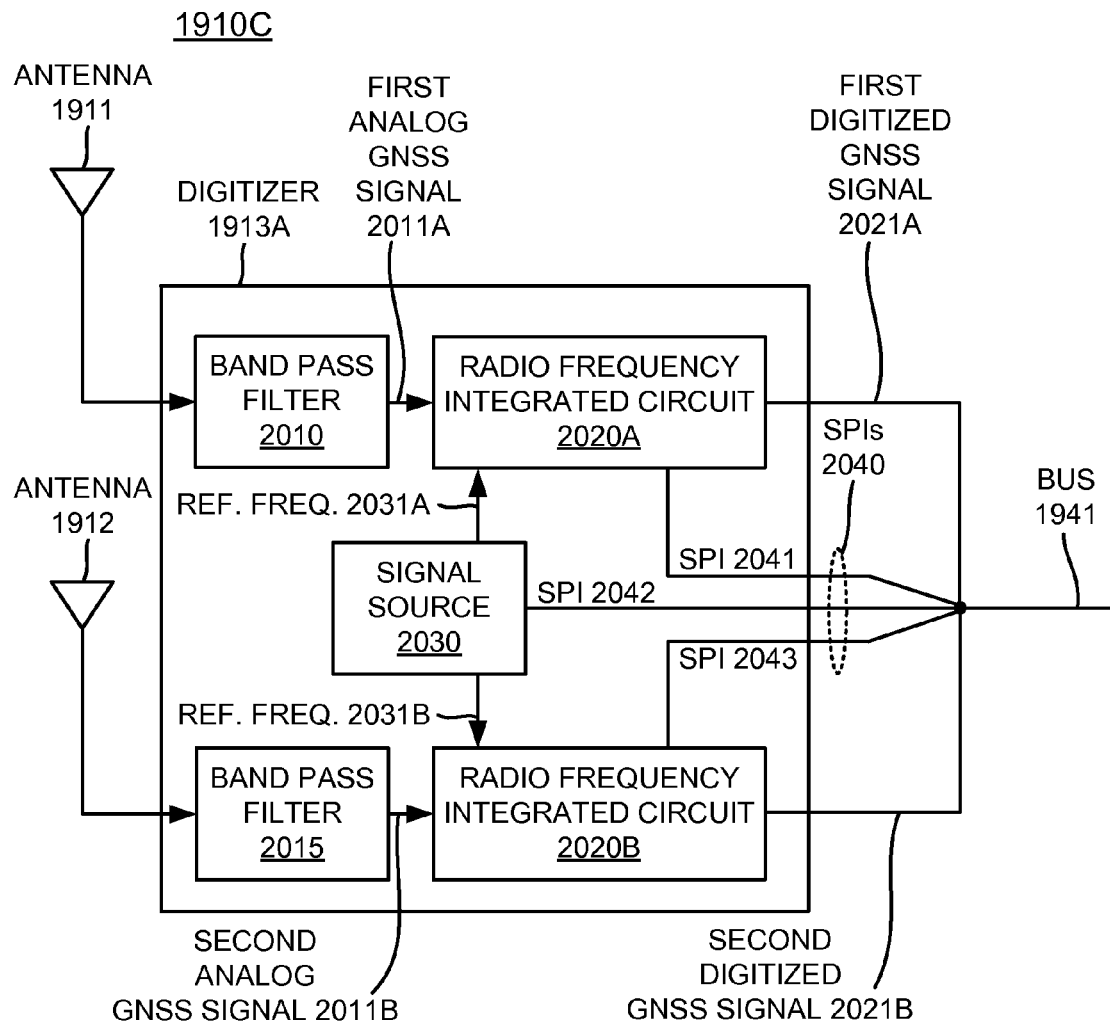 1910C
ANTENNA
1911
FIRST
ANALOG
GNSS
SIGNAL
2011A
FIRST
DIGITIZED
GNSS
SIGNAL
2021A
DIGITIZER
1913A
BAND PASS
FILTER
2010
RADIO FREQUENCY
INTEGRATED CIRCUIT
2020A
SPIs
2040
BUS
1941
ANTENNA
1912
REF. FREQ. 2031A
SIGNAL
SOURCE
2030
SPI 2041
SPI 2042
SPI 2043
REF. FREQ. 2031B
BAND PASS
FILTER
2015
RADIO FREQUENCY
INTEGRATED CIRCUIT
2020B
SECOND
ANALOG
GNSS SIGNAL 2011B
SECOND
DIGITIZED
GNSS SIGNAL 2021B